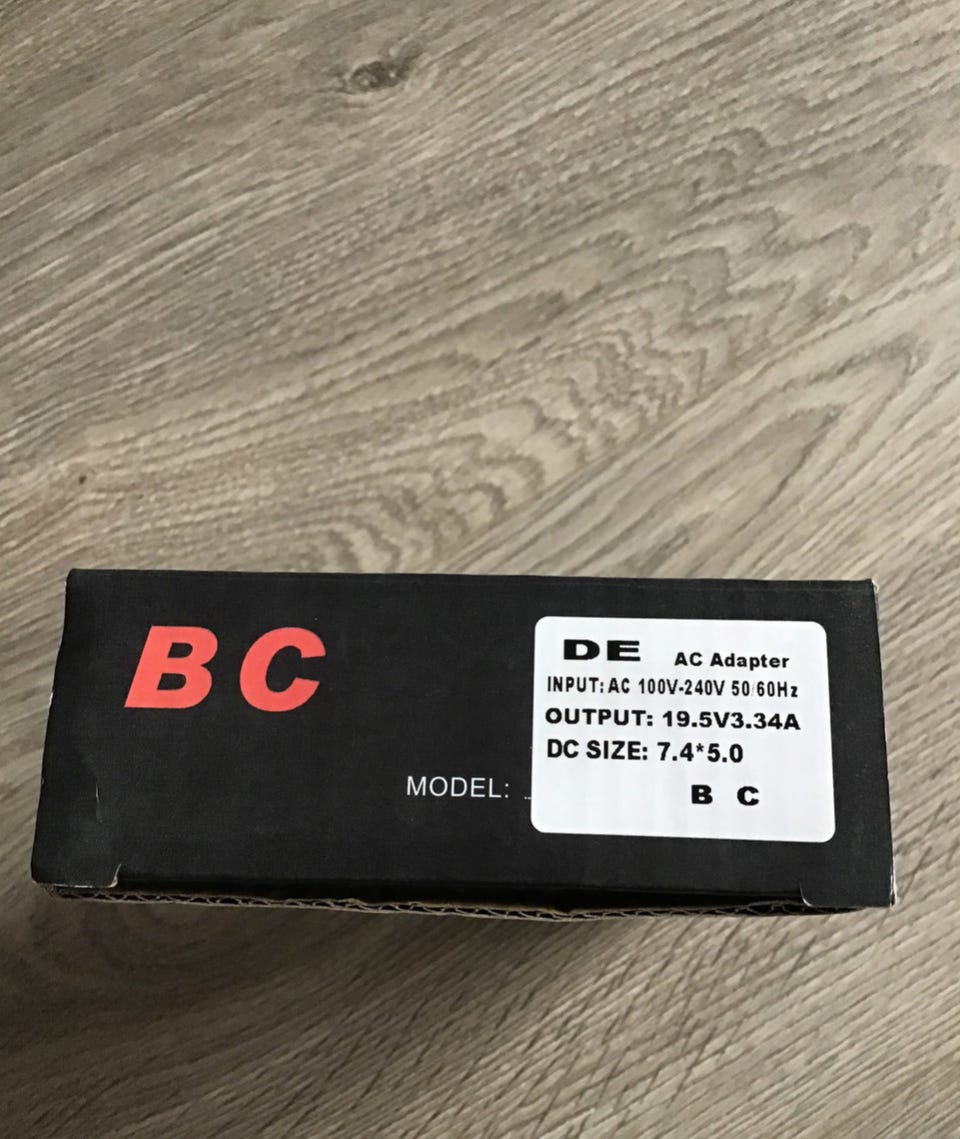 BC
DE AC Adapter
INPUT: AC 100V-240V 50/60Hz
OUTPUT: 19.5V3.34A
DC SIZE: 7.4*5.0
MODEL:
B C